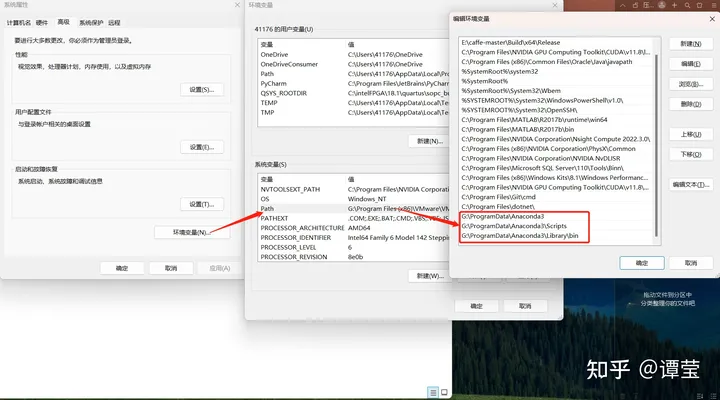 系统属性
计算机名 硬件 高级 系统保护 远程
要进行大多数更改，你必须作为管理员登录。
性能
视觉效果，处理器计划，内存使用，以及虚拟内存
设置(S)...
用户配置文件
与登录帐户相关的桌面设置
设置(E)...
启动和故障恢复
系统启动、系统故障和调试信息
设置(T)...
环境变量(N)...
确定 取消 应用(A)
环境变量
41176 的用户变量(U)
变量 值
OneDrive C:\Users\41176\OneDrive
OneDriveConsumer C:\Users\41176\OneDrive
Path C:\Users\41176\AppData\Local\Pro
PyCharm C:\Program Files\JetBrains\PyCharm
QSYS_ROOTDIR C:\intelFPGA\18.1\quartus\sopc_b
TEMP C:\Users\41176\AppData\Local\Te
TMP C:\Users\41176\AppData\Local\Te
新建(N)...
系统变量(S)
变量 值
NVTOOLSEXT_PATH C:\Program Files\NVIDIA Corporation
OS Windows_NT
Path G:\Program Files (x86)\VMware\VM
PATHEXT .COM;.EXE;.BAT;.CMD;.VBS;.VBE;.JS
PROCESSOR_ARCHITECTURE AMD64
PROCESSOR_IDENTIFIER Intel64 Family 6 Model 142 Stepping
PROCESSOR_LEVEL 6
PROCESSOR_REVISION 8e0b
新建(W)...
确定 取消
编辑环境变量
E:\caffe-master\Build\x64\Release
C:\Program Files\NVIDIA GPU Computing Toolkit\CUDA\v11.8\
C:\Program Files (x86)\Common Files\Oracle\Java\javapath
%SystemRoot%\system32
%SystemRoot%
%SystemRoot%\System32\Wbem
%SYSTEMROOT%\System32\WindowsPowerShell\v1.0\
%SYSTEMROOT%\System32\OpenSSH\
C:\Program Files\MATLAB\R2017b\runtime\win64
C:\Program Files\MATLAB\R2017b\bin
C:\Program Files\NVIDIA Corporation\Nsight Compute 2022.3.0\
C:\Program Files (x86)\NVIDIA Corporation\PhysX\Common
C:\Program Files\NVIDIA Corporation\NVIDIA NvDLISR
C:\Program Files\Microsoft SQL Server\110\Tools\Binn\
C:\Program Files (x86)\Windows Kits\8.1\Windows Performanc...
C:\Program Files\NVIDIA GPU Computing Toolkit\CUDA\v11.8\...
C:\Program Files\Git\cmd
C:\Program Files\dotnet\
G:\ProgramData\Anaconda3
G:\ProgramData\Anaconda3\Scripts
G:\ProgramData\Anaconda3\Library\bin
新建(N)
编辑(E)
浏览(B)...
删除(D)
上移(U)
下移(O)
编辑文本(T)...
确定 取消
拖动文件到分区中
分类整理你的文件吧
知乎 @谭莹